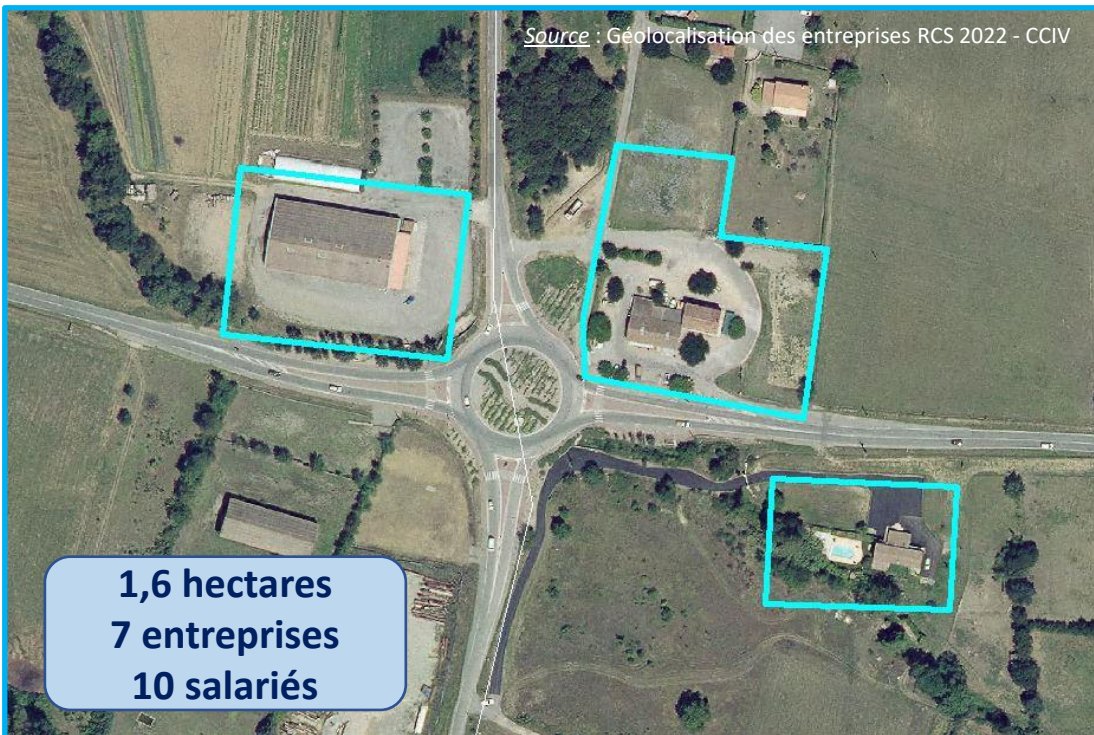 Source : Géolocalisation des entreprises RCS 2022 - CCIV
1,6 hectares
7 entreprises
10 salariés